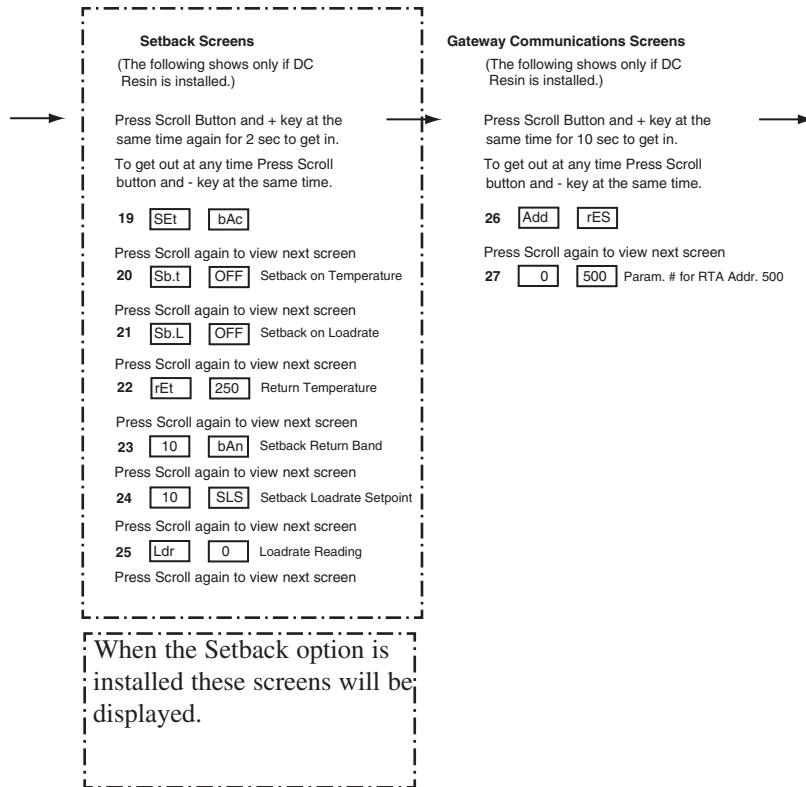 Setback Screens
(The following shows only if DC
Resin is installed.)
Press Scroll Button and + key at the
same time again for 2 sec to get in.
To get out at any time Press Scroll
button and - key at the same time.
19 SEt bAc
Press Scroll again to view next screen
20 Sb.t OFF Setback on Temperature
Press Scroll again to view next screen
21 Sb.L OFF Setback on Loadrate
Press Scroll again to view next screen
22 rEt 250 Return Temperature
Press Scroll again to view next screen
23 10 bAn Setback Return Band
Press Scroll again to view next screen
24 10 SLS Setback Loadrate Setpoint
Press Scroll again to view next screen
25 Ldr 0 Loadrate Reading
Press Scroll again to view next screen
When the Setback option is
installed these screens will be
displayed.
Gateway Communications Screens
(The following shows only if DC
Resin is installed.)
Press Scroll Button and + key at the
same time for 10 sec to get in.
To get out at any time Press Scroll
button and - key at the same time.
26 Add rES
Press Scroll again to view next screen
27 0 500 Param. # for RTA Addr. 500